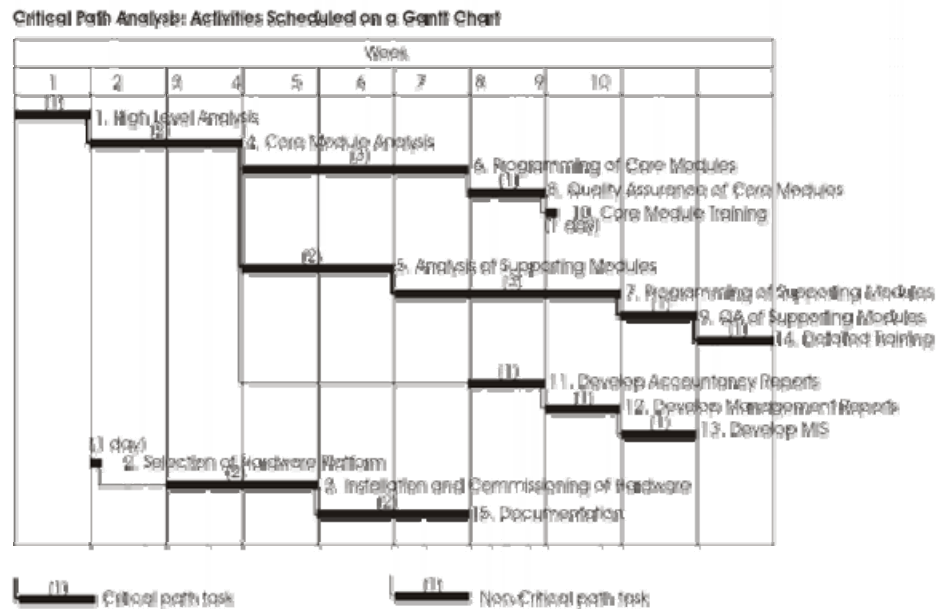 Critical Path Analysis: Activities Scheduled on a Gantt Chart
Week
1 2 3 4 5 6 7 8 9 10
(1)
1. High Level Analysis
(2)
4. Core Module Analysis
(3)
6. Programming of Core Modules
(1)
8. Quality Assurance of Core Modules
10. Core Module Training
(1 day)
(2)
5. Analysis of Supporting Modules
(3)
7. Programming of Supporting Modules
(1)
9. QA of Supporting Modules
(1)
14. Detailed Training
(1)
11. Develop Accountancy Reports
(1)
12. Develop Management Reports
(1)
13. Develop MIS
(1 day)
2. Selection of Hardware Platform
(2)
3. Installation and Commissioning of Hardware
(2)
15. Documentation
(1) Critical path task
(1) Non-Critical path task